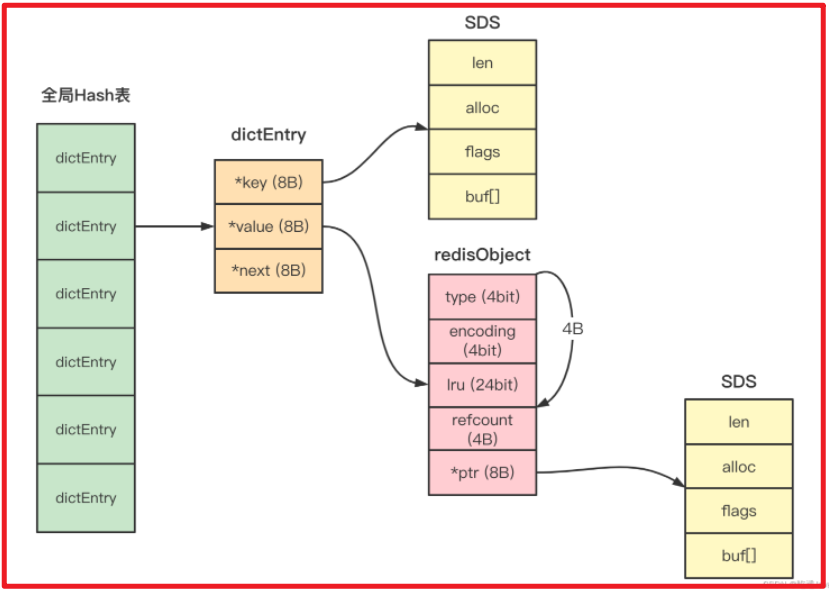 SDS
len
alloc
flags
buf[]
全局Hash表
dictEntry
dictEntry
dictEntry
dictEntry
dictEntry
dictEntry
dictEntry
*key (8B)
*value (8B)
*next (8B)
redisObject
type (4bit)
encoding
(4bit)
lru (24bit)
refcount
(4B)
*ptr (8B)
4B
SDS
len
alloc
flags
buf[]